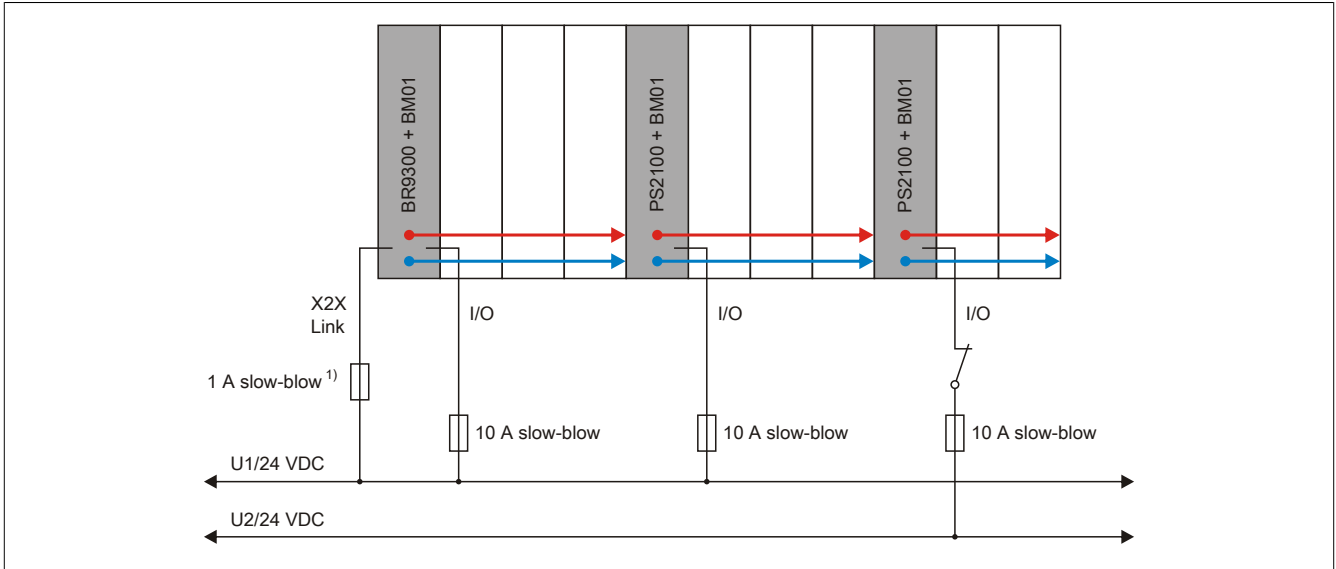 BR9300 + BM01
PS2100 + BM01
PS2100 + BM01
X2X
Link
I/O
I/O
I/O
1 A slow-blow 1)
10 A slow-blow
10 A slow-blow
10 A slow-blow
U1/24 VDC
U2/24 VDC